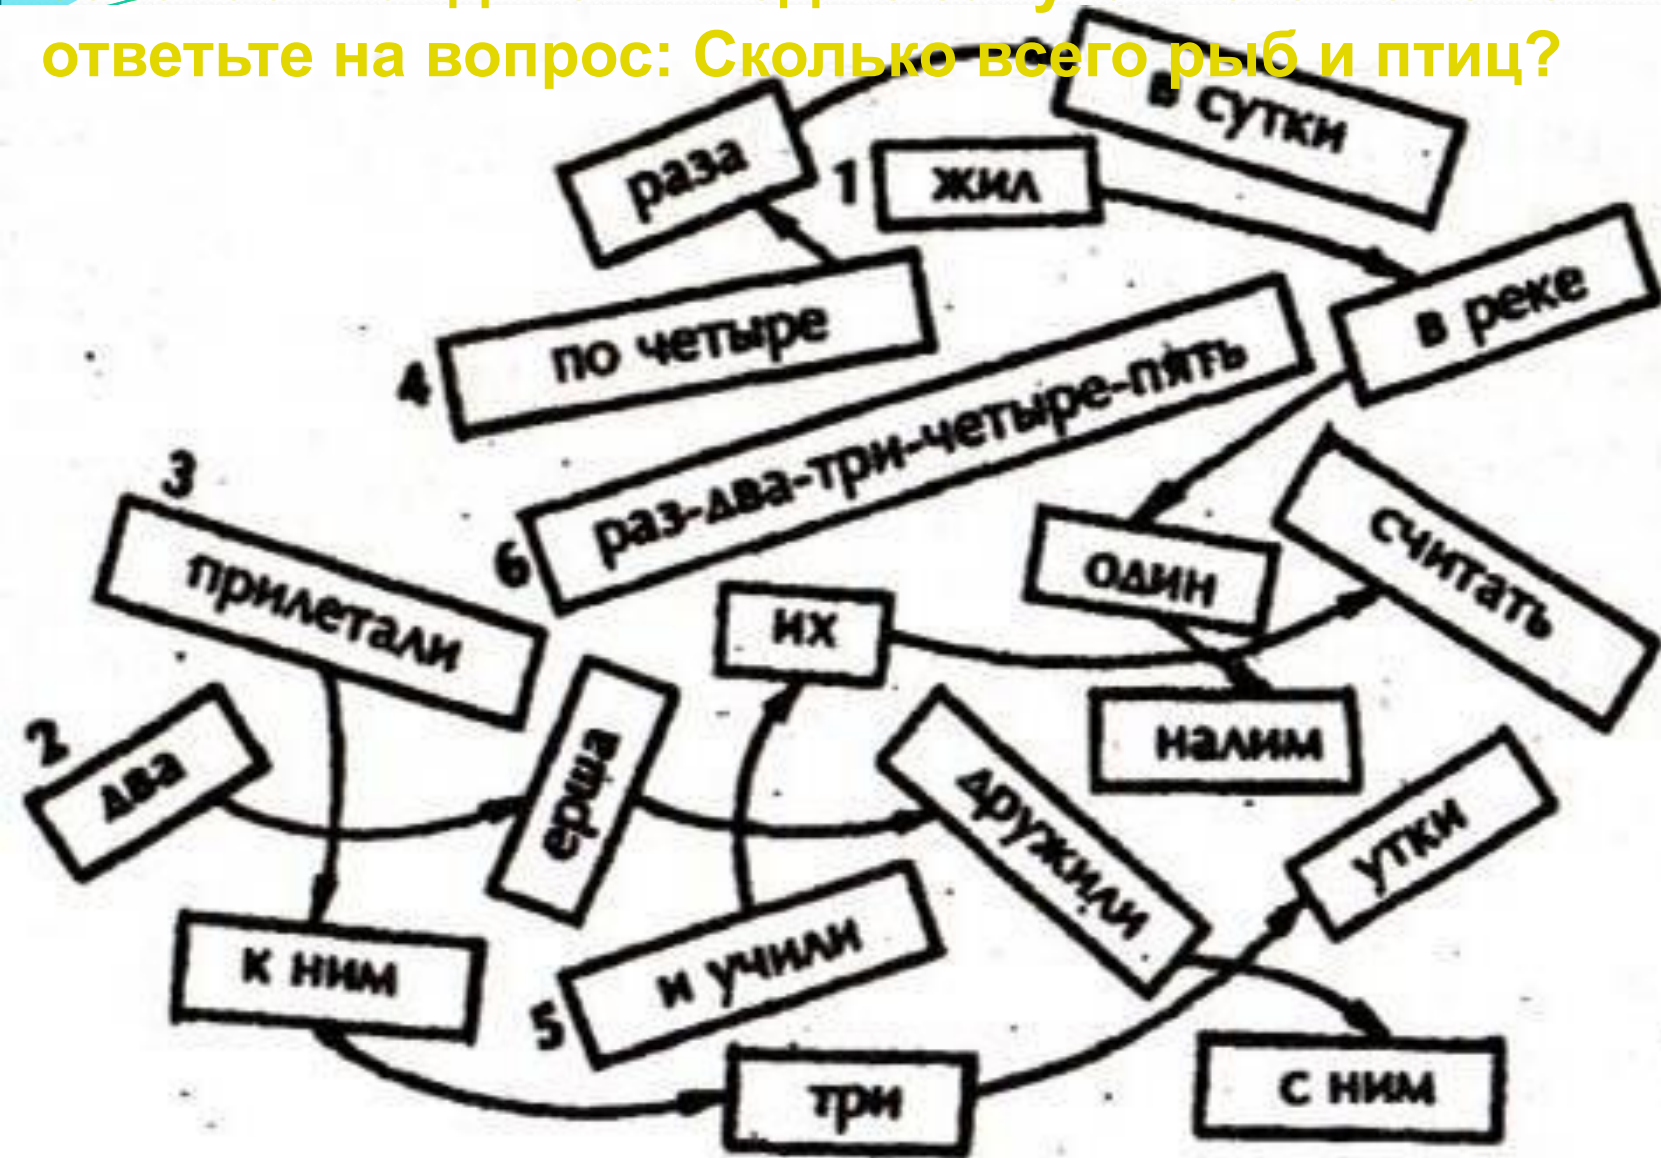 ответьте на вопрос: Сколько всего рыб и птиц?
в сутки
раза
1 жил
в реке
4 по четыре
6 раз-два-три-четыре-пять
3 прилетали
считать
один
их
2 два
ерша
налим
дружили
утки
к ним
5 и учили
три
с ним